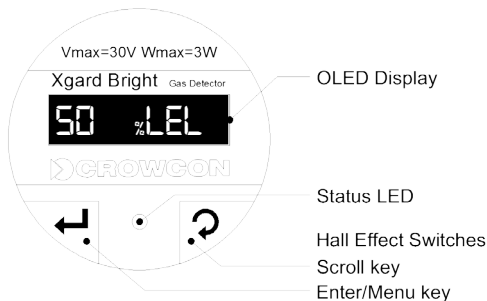 Vmax=30V Wmax=3W
Xgard Bright Gas Detector
50 %LEL
CROWCON
OLED Display
Status LED
Hall Effect Switches
Scroll key
Enter/Menu key